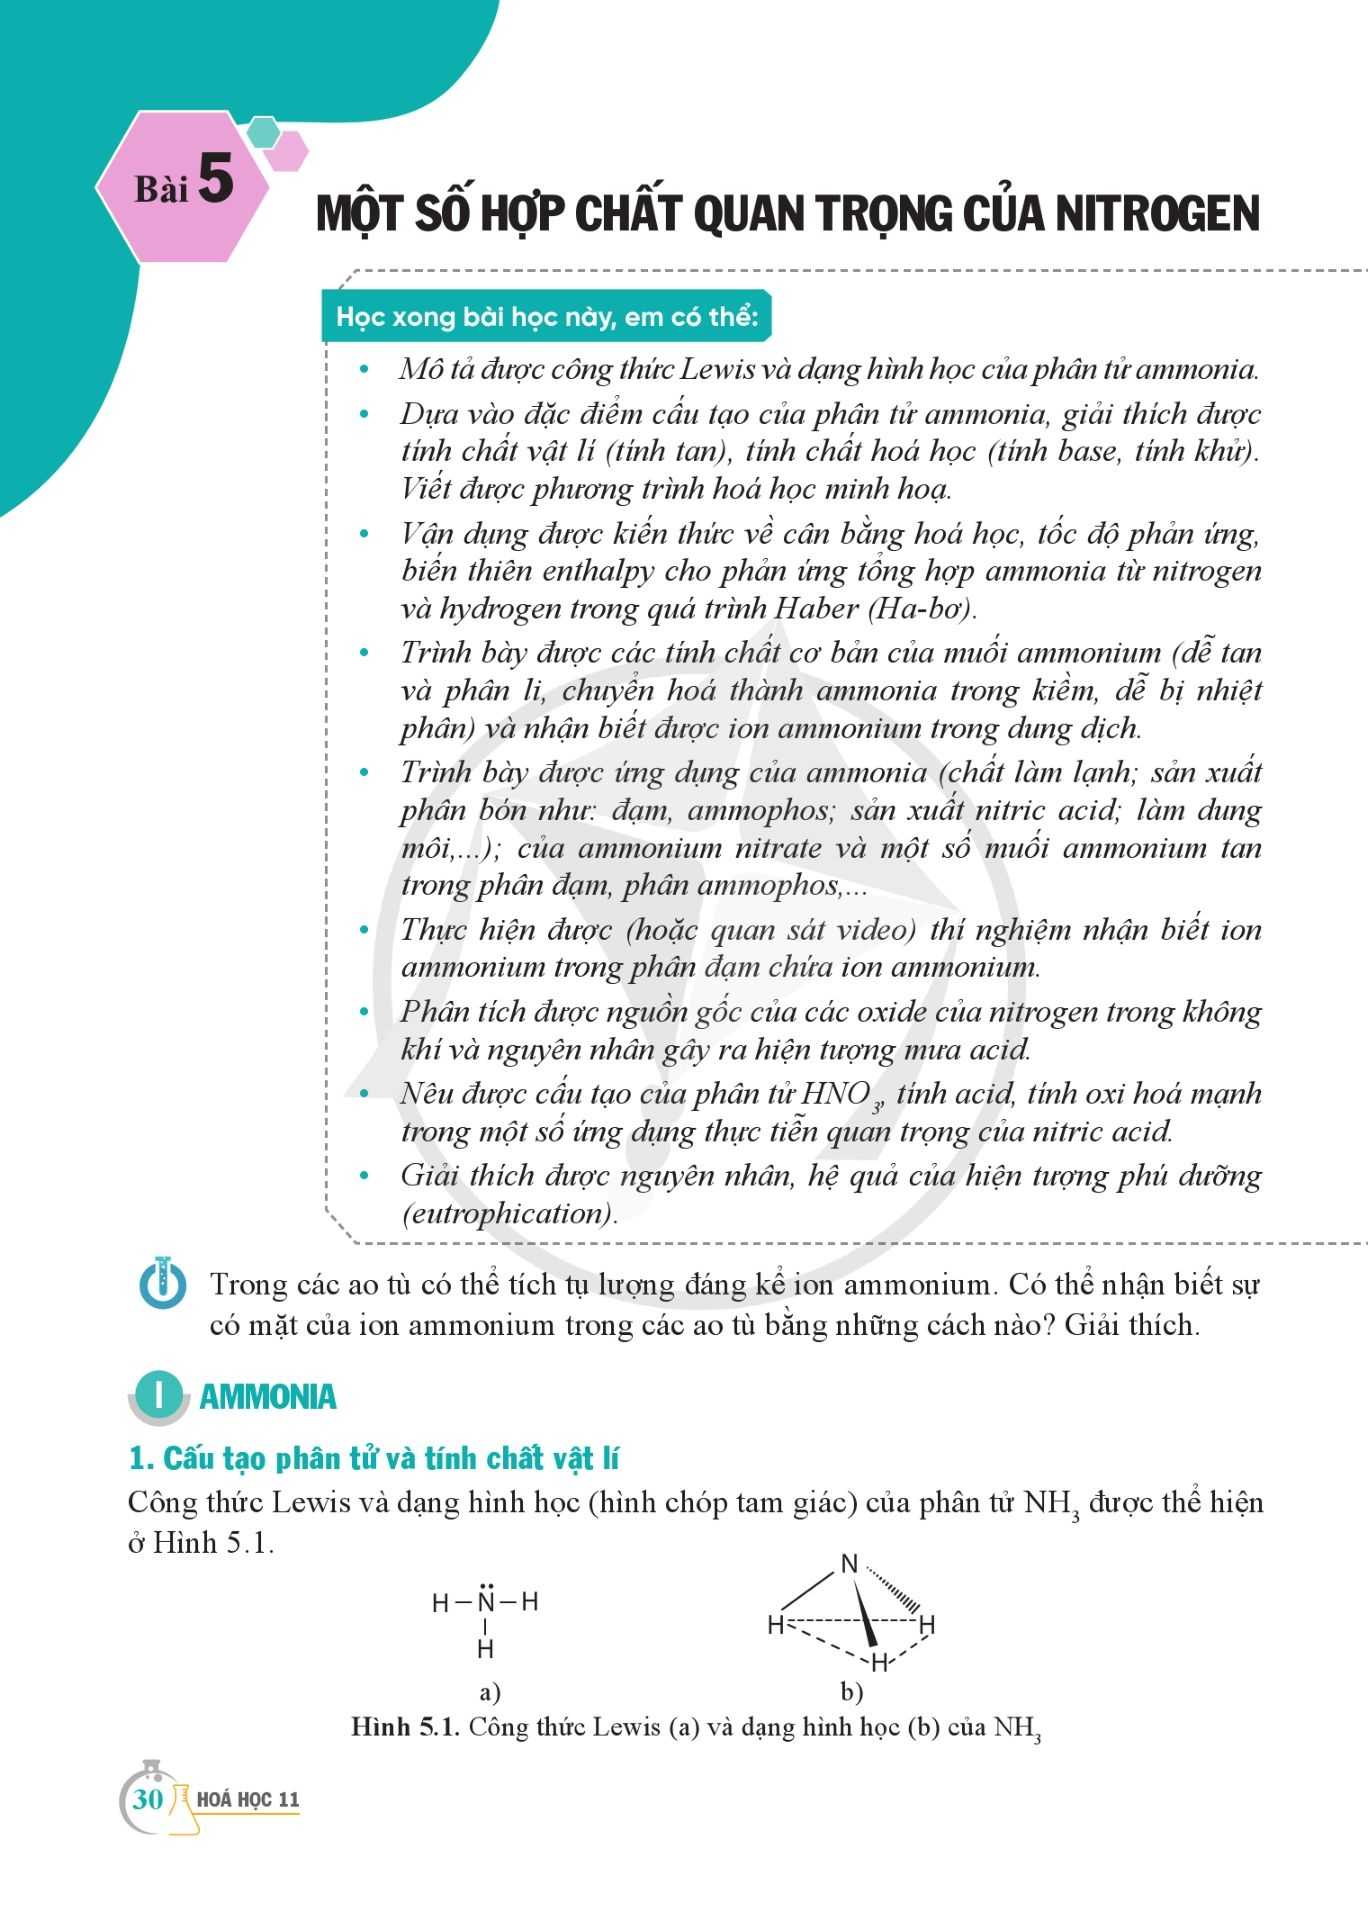 Bài 5
MỘT SỐ HỢP CHẤT QUAN TRỌNG CỦA NITROGEN
Học xong bài học này, em có thể:
• Mô tả được công thức Lewis và dạng hình học của phân tử ammonia.
• Dựa vào đặc điểm cấu tạo của phân tử ammonia, giải thích được
tính chất vật lí (tính tan), tính chất hoá học (tính base, tính khử).
Viết được phương trình hoá học minh hoạ.
• Vận dụng được kiến thức về cân bằng hoá học, tốc độ phản ứng,
biến thiên enthalpy cho phản ứng tổng hợp ammonia từ nitrogen
và hydrogen trong quá trình Haber (Ha-bơ).
• Trình bày được các tính chất cơ bản của muối ammonium (dễ tan
và phân li, chuyển hoá thành ammonia trong kiềm, dễ bị nhiệt
phân) và nhận biết được ion ammonium trong dung dịch.
• Trình bày được ứng dụng của ammonia (chất làm lạnh; sản xuất
phân bón như: đạm, ammophos; sản xuất nitric acid; làm dung
môi,...); của ammonium nitrate và một số muối ammonium tan
trong phân đạm, phân ammophos,...
• Thực hiện được (hoặc quan sát video) thí nghiệm nhận biết ion
ammonium trong phân đạm chứa ion ammonium.
• Phân tích được nguồn gốc của các oxide của nitrogen trong không
khí và nguyên nhân gây ra hiện tượng mưa acid.
• Nêu được cấu tạo của phân tử HNO₃, tính acid, tính oxi hoá mạnh
trong một số ứng dụng thực tiễn quan trọng của nitric acid.
• Giải thích được nguyên nhân, hệ quả của hiện tượng phú dưỡng
(eutrophication).
Trong các ao tù có thể tích tụ lượng đáng kể ion ammonium. Có thể nhận biết sự
có mặt của ion ammonium trong các ao tù bằng những cách nào? Giải thích.
I AMMONIA
1. Cấu tạo phân tử và tính chất vật lí
Công thức Lewis và dạng hình học (hình chóp tam giác) của phân tử NH₃ được thể hiện
ở Hình 5.1.
N
H – N̈ – H
H H
H
H
a) b)
Hình 5.1. Công thức Lewis (a) và dạng hình học (b) của NH₃
30 HOÁ HỌC 11